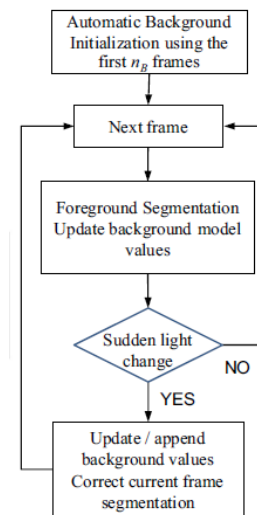 Automatic Background
Initialization using the
first n_B frames
Next frame
Foreground Segmentation
Update background model
values
Sudden light
change
NO
YES
Update / append
background values
Correct current frame
segmentation